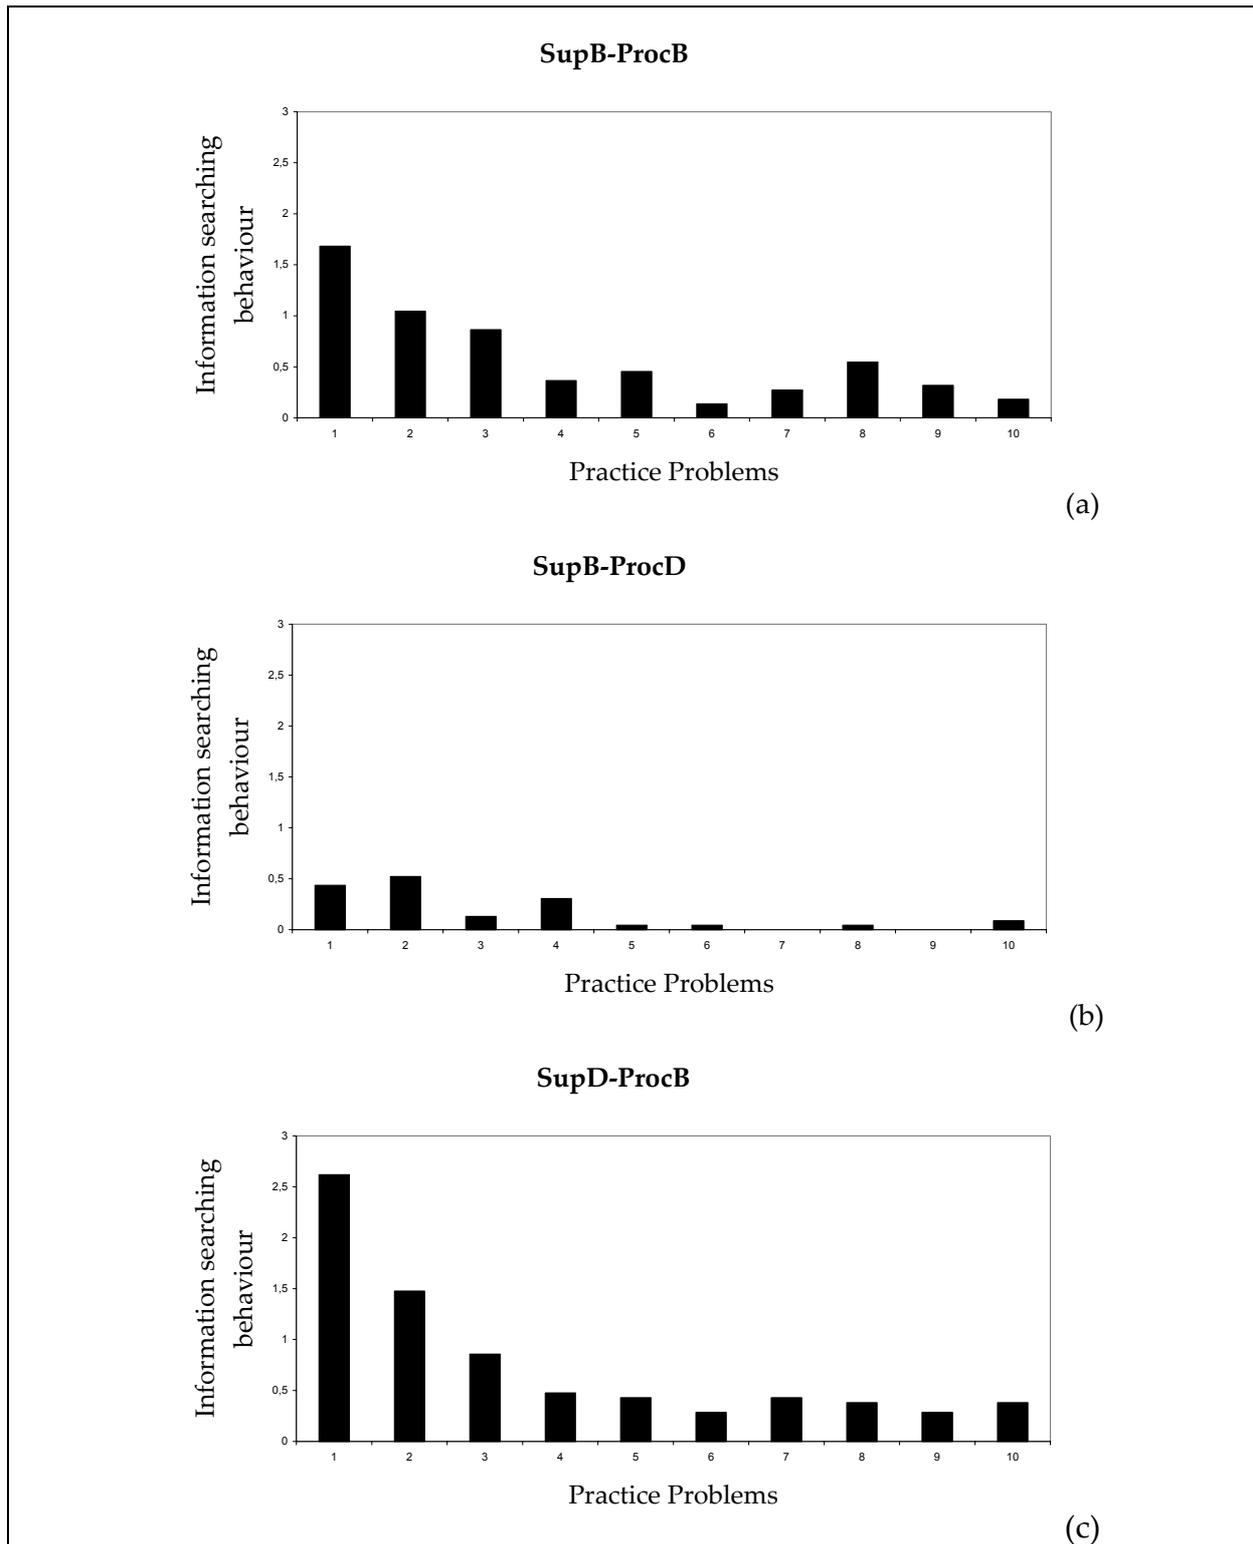 SupB-ProcB
3
2,5
2
1,5
1
0,5
0
Information searching
behaviour
1 2 3 4 5 6 7 8 9 10
Practice Problems
(a)
SupB-ProcD
3
2,5
2
1,5
1
0,5
0
Information searching
behaviour
1 2 3 4 5 6 7 8 9 10
Practice Problems
(b)
SupD-ProcB
3
2,5
2
1,5
1
0,5
0
Information searching
behaviour
1 2 3 4 5 6 7 8 9 10
Practice Problems
(c)